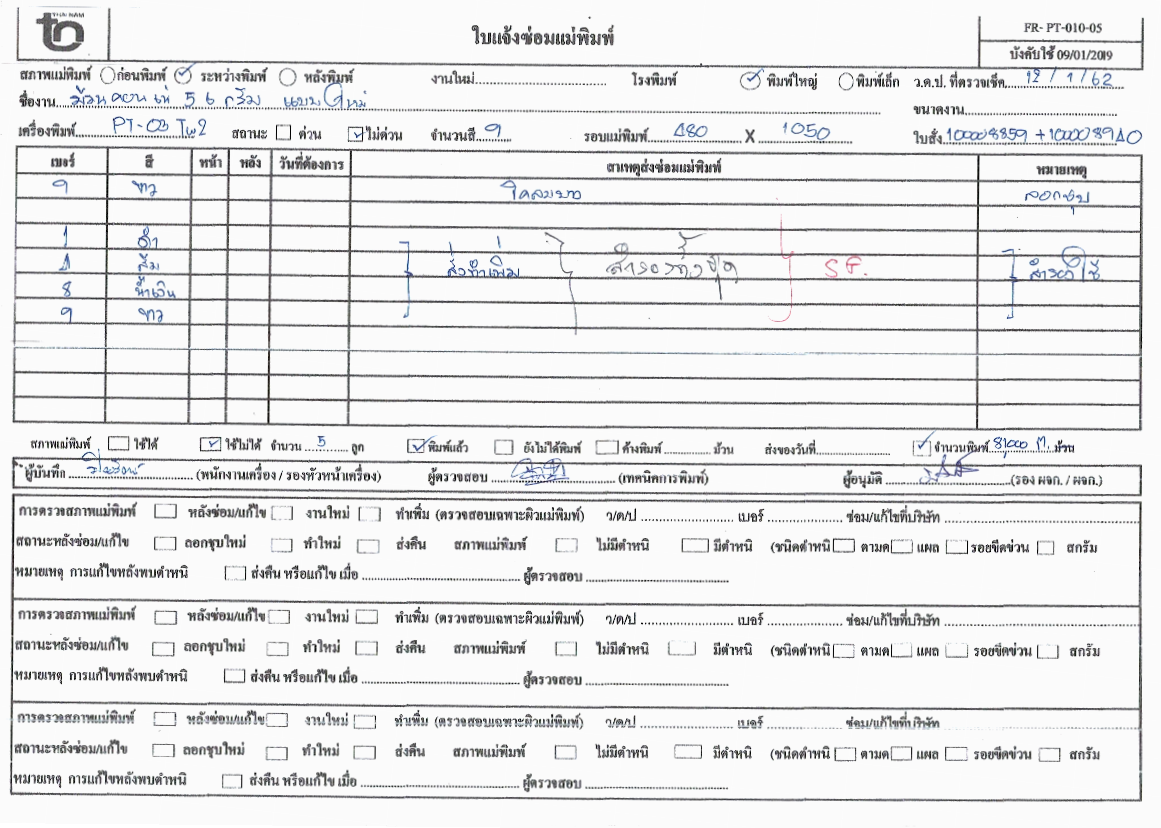 THAI NAM
ใบแจ้งซ่อมแม่พิมพ์
FR- PT-010-05
บังคับใช้ 09/01/2019
สภาพแม่พิมพ์ ก่อนพิมพ์ ระหว่างพิมพ์ หลังพิมพ์ งานใหม่ โรงพิมพ์ พิมพ์ใหญ่ พิมพ์เล็ก ว.ด.ป. ที่ตรวจเช็ค 12 / 1 / 62
ชื่องาน 56 กรัม แบบใหม่ ขนาดงาน
เครื่องพิมพ์ PT-03 สถานะ ด่วน ไม่ด่วน จำนวนสี 9 รอบแม่พิมพ์ 480 X 1050 ใบสั่ง 100008859 + 100008940
เบอร์ สี หน้า หลัง วันที่ต้องการ สาเหตุส่งซ่อมแม่พิมพ์ หมายเหตุ
9 ขาว ลอกชุบ
1 ดำ
4 ส้ม สั่งทำเพิ่ม สำรองทั้งชุด สำรองใช้
8 น้ำเงิน
9 ขาว
สภาพแม่พิมพ์ ใช้ได้ ใช้ไม่ได้ จำนวน 5 ลูก พิมพ์แล้ว ยังไม่ได้พิมพ์ ค้างพิมพ์ ม้วน ส่งของวันที่ จำนวนพิมพ์ 81,000 ม. ม้วน
ผู้บันทึก (พนักงานเครื่อง / รองหัวหน้าเครื่อง) ผู้ตรวจสอบ (เทคนิคการพิมพ์) ผู้อนุมัติ (รอง ผจก. / ผจก.)
การตรวจสภาพแม่พิมพ์ หลังซ่อม/แก้ไข งานใหม่ ทำเพิ่ม (ตรวจสอบเฉพาะผิวแม่พิมพ์) ว/ด/ป เบอร์ ซ่อม/แก้ไขที่บริษัท
สถานะหลังซ่อม/แก้ไข ลอกชุบใหม่ ทำใหม่ ส่งคืน สภาพแม่พิมพ์ ไม่มีตำหนิ มีตำหนิ (ชนิดตำหนิ ตามด แผล รอยขีดข่วน สกรัม
หมายเหตุ การแก้ไขหลังพบตำหนิ ส่งคืน หรือแก้ไข เมื่อ ผู้ตรวจสอบ
การตรวจสภาพแม่พิมพ์ หลังซ่อม/แก้ไข งานใหม่ ทำเพิ่ม (ตรวจสอบเฉพาะผิวแม่พิมพ์) ว/ด/ป เบอร์ ซ่อม/แก้ไขที่บริษัท
สถานะหลังซ่อม/แก้ไข ลอกชุบใหม่ ทำใหม่ ส่งคืน สภาพแม่พิมพ์ ไม่มีตำหนิ มีตำหนิ (ชนิดตำหนิ ตามด แผล รอยขีดข่วน สกรัม
หมายเหตุ การแก้ไขหลังพบตำหนิ ส่งคืน หรือแก้ไข เมื่อ ผู้ตรวจสอบ
การตรวจสภาพแม่พิมพ์ หลังซ่อม/แก้ไข งานใหม่ ทำเพิ่ม (ตรวจสอบเฉพาะผิวแม่พิมพ์) ว/ด/ป เบอร์ ซ่อม/แก้ไขที่บริษัท
สถานะหลังซ่อม/แก้ไข ลอกชุบใหม่ ทำใหม่ ส่งคืน สภาพแม่พิมพ์ ไม่มีตำหนิ มีตำหนิ (ชนิดตำหนิ ตามด แผล รอยขีดข่วน สกรัม
หมายเหตุ การแก้ไขหลังพบตำหนิ ส่งคืน หรือแก้ไข เมื่อ ผู้ตรวจสอบ